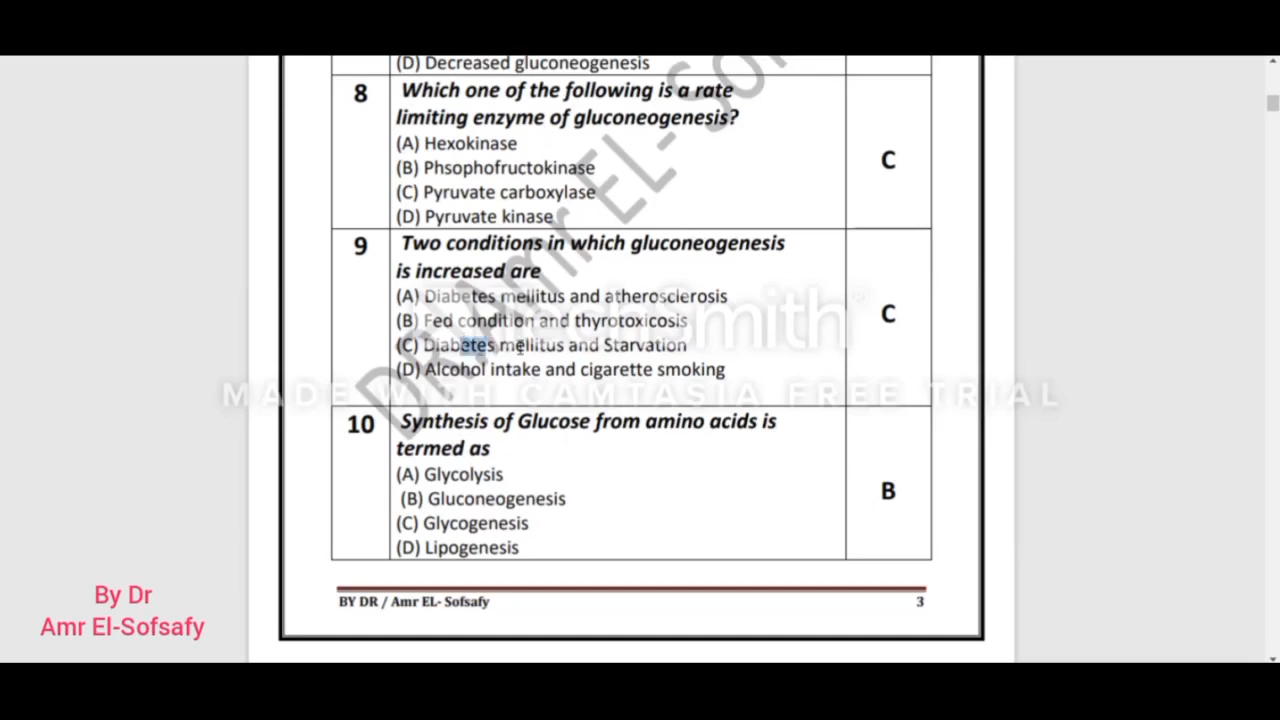 (D) Decreased gluconeogenesis
8
Which one of the following is a rate
limiting enzyme of gluconeogenesis?
(A) Hexokinase
(B) Phsophofructokinase
(C) Pyruvate carboxylase
(D) Pyruvate kinase
C
9
Two conditions in which gluconeogenesis
is increased are
(A) Diabetes mellitus and atherosclerosis
(B) Fed condition and thyrotoxicosis
(C) Diabetes mellitus and Starvation
(D) Alcohol intake and cigarette smoking
C
10
Synthesis of Glucose from amino acids is
termed as
(A) Glycolysis
(B) Gluconeogenesis
(C) Glycogenesis
(D) Lipogenesis
B
BY DR / Amr EL- Sofsafy
3
By Dr
Amr El-Sofsafy
MADE WITH CAMTASIA FREE TRIAL